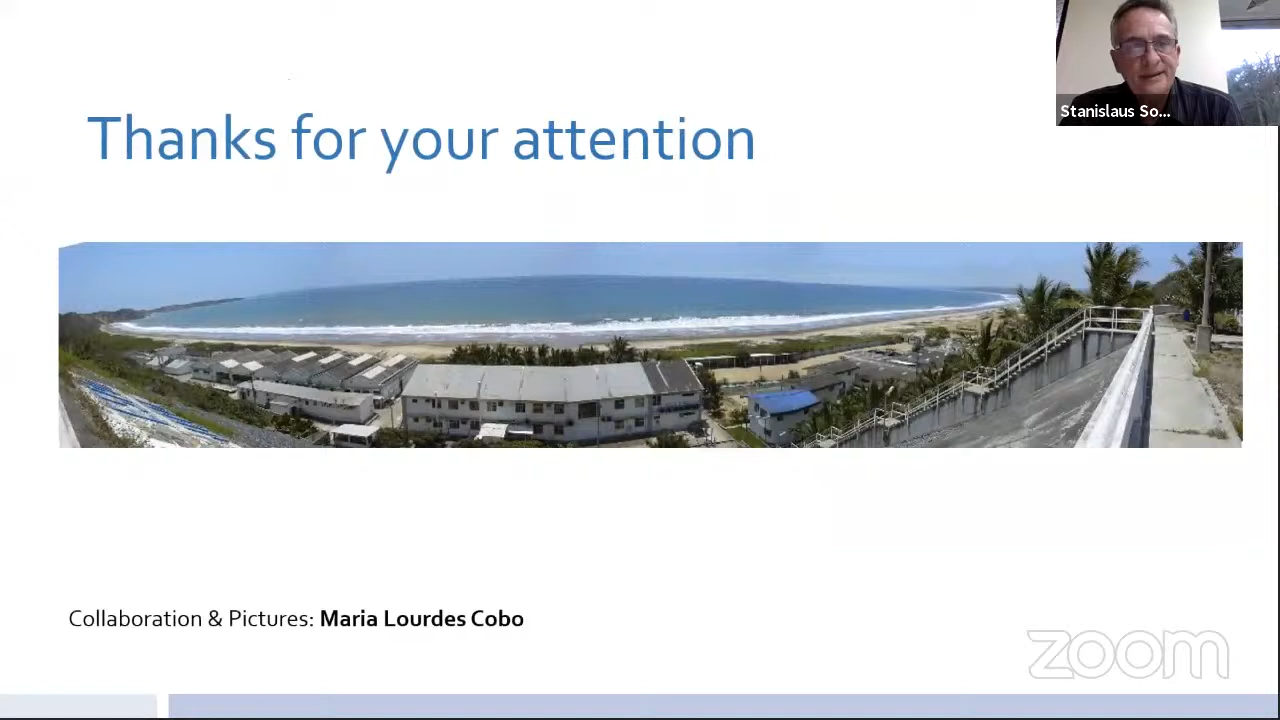 Stanislaus So...
Thanks for your attention
Collaboration & Pictures: Maria Lourdes Cobo
zoom